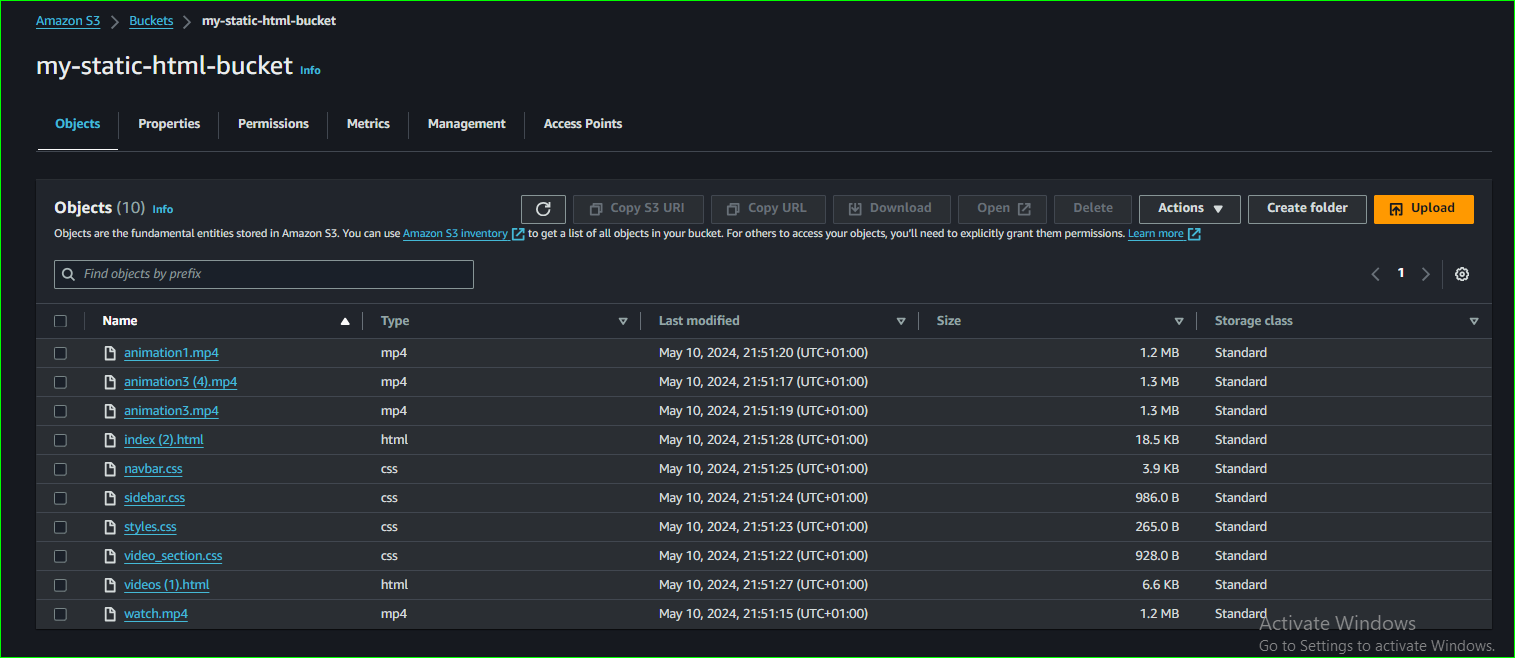 Amazon S3 > Buckets > my-static-html-bucket
my-static-html-bucket Info
Objects Properties Permissions Metrics Management Access Points
Objects (10) Info Copy S3 URI Copy URL Download Open Delete Actions Create folder Upload
Objects are the fundamental entities stored in Amazon S3. You can use Amazon S3 inventory to get a list of all objects in your bucket. For others to access your objects, you'll need to explicitly grant them permissions. Learn more
Find objects by prefix 1
Name Type Last modified Size Storage class
animation1.mp4 mp4 May 10, 2024, 21:51:20 (UTC+01:00) 1.2 MB Standard
animation3 (4).mp4 mp4 May 10, 2024, 21:51:17 (UTC+01:00) 1.3 MB Standard
animation3.mp4 mp4 May 10, 2024, 21:51:19 (UTC+01:00) 1.3 MB Standard
index (2).html html May 10, 2024, 21:51:28 (UTC+01:00) 18.5 KB Standard
navbar.css css May 10, 2024, 21:51:25 (UTC+01:00) 3.9 KB Standard
sidebar.css css May 10, 2024, 21:51:24 (UTC+01:00) 986.0 B Standard
styles.css css May 10, 2024, 21:51:23 (UTC+01:00) 265.0 B Standard
video_section.css css May 10, 2024, 21:51:22 (UTC+01:00) 928.0 B Standard
videos (1).html html May 10, 2024, 21:51:27 (UTC+01:00) 6.6 KB Standard
watch.mp4 mp4 May 10, 2024, 21:51:15 (UTC+01:00) 1.2 MB Standard
Activate Windows
Go to Settings to activate Windows.